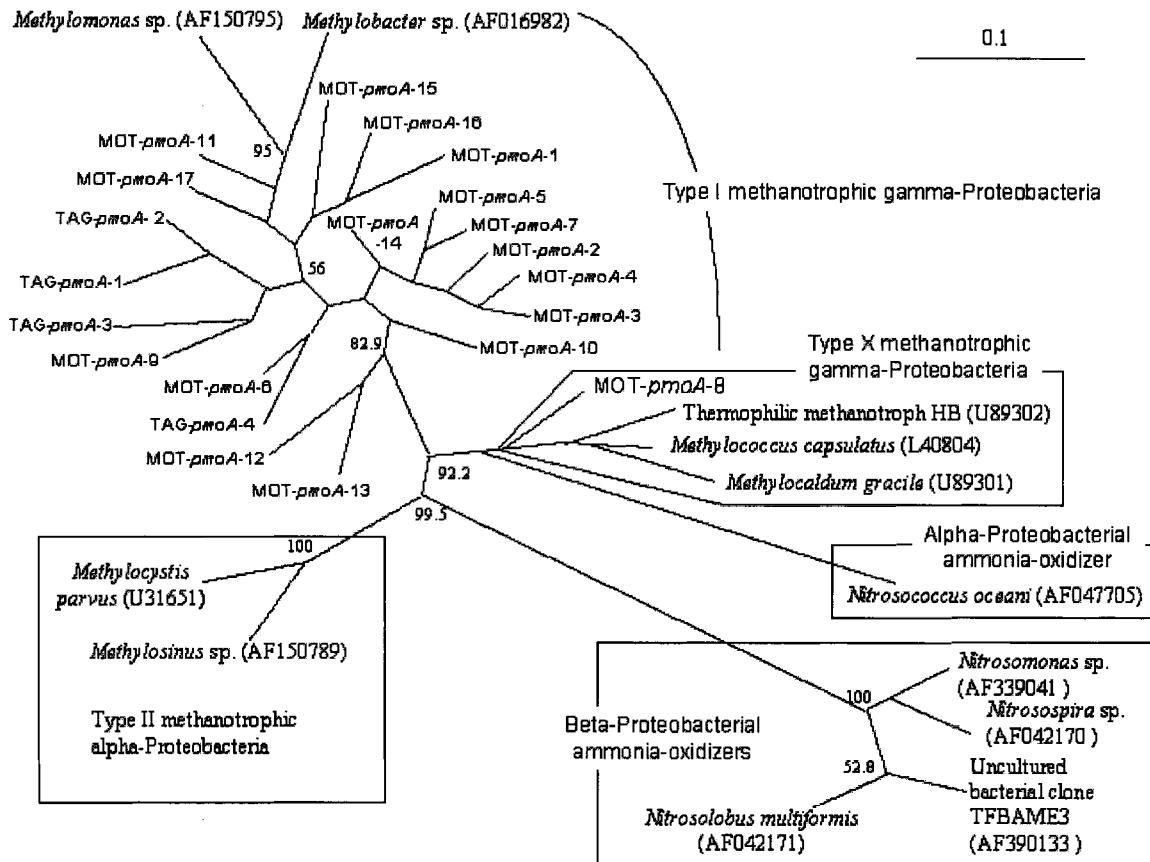 Methylomonas sp. (AF150795)
Methylobacter sp. (AF016982)
0.1
MOT-pmoA-15
MOT-pmoA-16
MOT-pmoA-11
95
MOT-pmoA-1
MOT-pmoA-17
MOT-pmoA-5
Type I methanotrophic gamma-Proteobacteria
TAG-pmoA-2
MOT-pmoA
-14
MOT-pmoA-7
MOT-pmoA-2
56
MOT-pmoA-4
TAG-pmoA-1
MOT-pmoA-3
TAG-pmoA-3
82.9
MOT-pmoA-10
MOT-pmoA-9
Type X methanotrophic
gamma-Proteobacteria
MOT-pmoA-6
MOT-pmoA-8
TAG-pmoA-4
Thermophilic methanotroph HB (U89302)
Methylococcus capsulatus (L40804)
MOT-pmoA-12
92.2
Methylocaldum gracile (U89301)
MOT-pmoA-13
99.5
Alpha-Proteobacterial
ammonia-oxidizer
Nitrosococcus oceani (AF047705)
100
Methylocystis
parvus (U31651)
Methylosinus sp. (AF150789)
Type II methanotrophic
alpha-Proteobacteria
Nitrosomonas sp.
(AF339041)
100
Nitrosospira sp.
(AF042170)
Beta-Proteobacterial
ammonia-oxidizers
52.8
Uncultured
bacterial clone
TFBAME3
(AF390133)
Nitrosolobus multiformis
(AF042171)